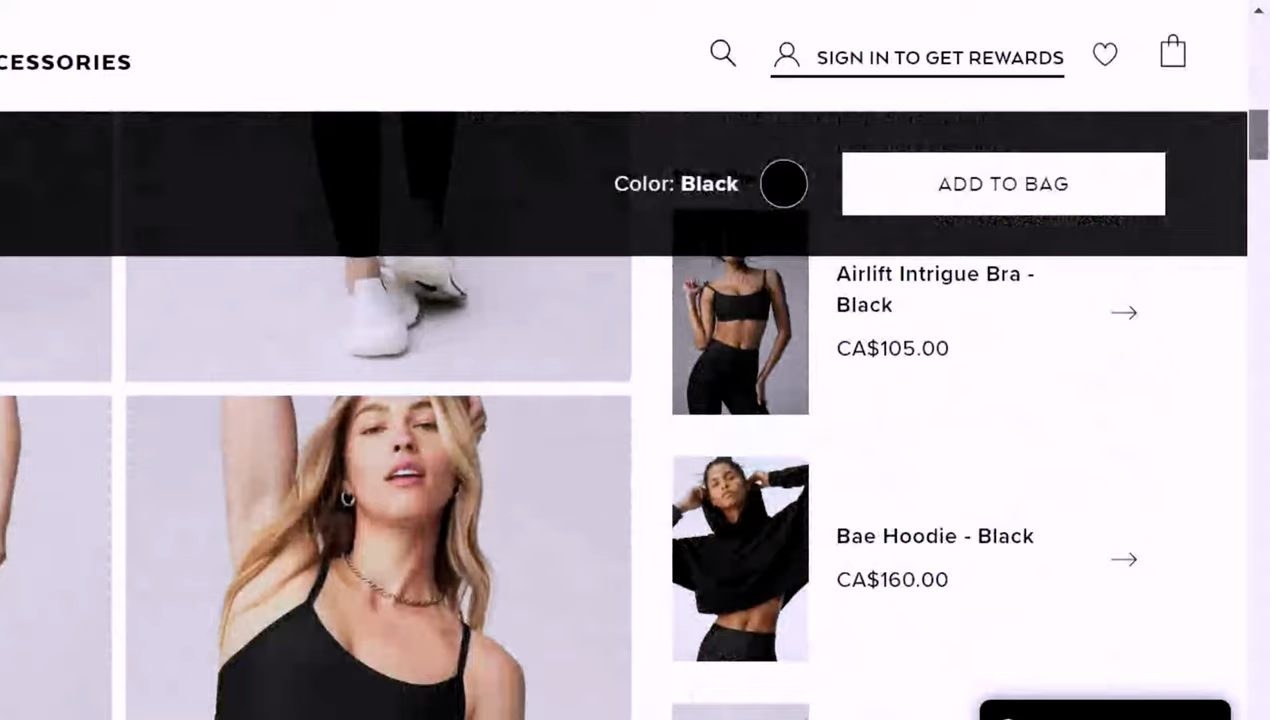 CESSORIES
SIGN IN TO GET REWARDS
Color: Black
ADD TO BAG
Airlift Intrigue Bra -
Black
CA$105.00
Bae Hoodie - Black
CA$160.00